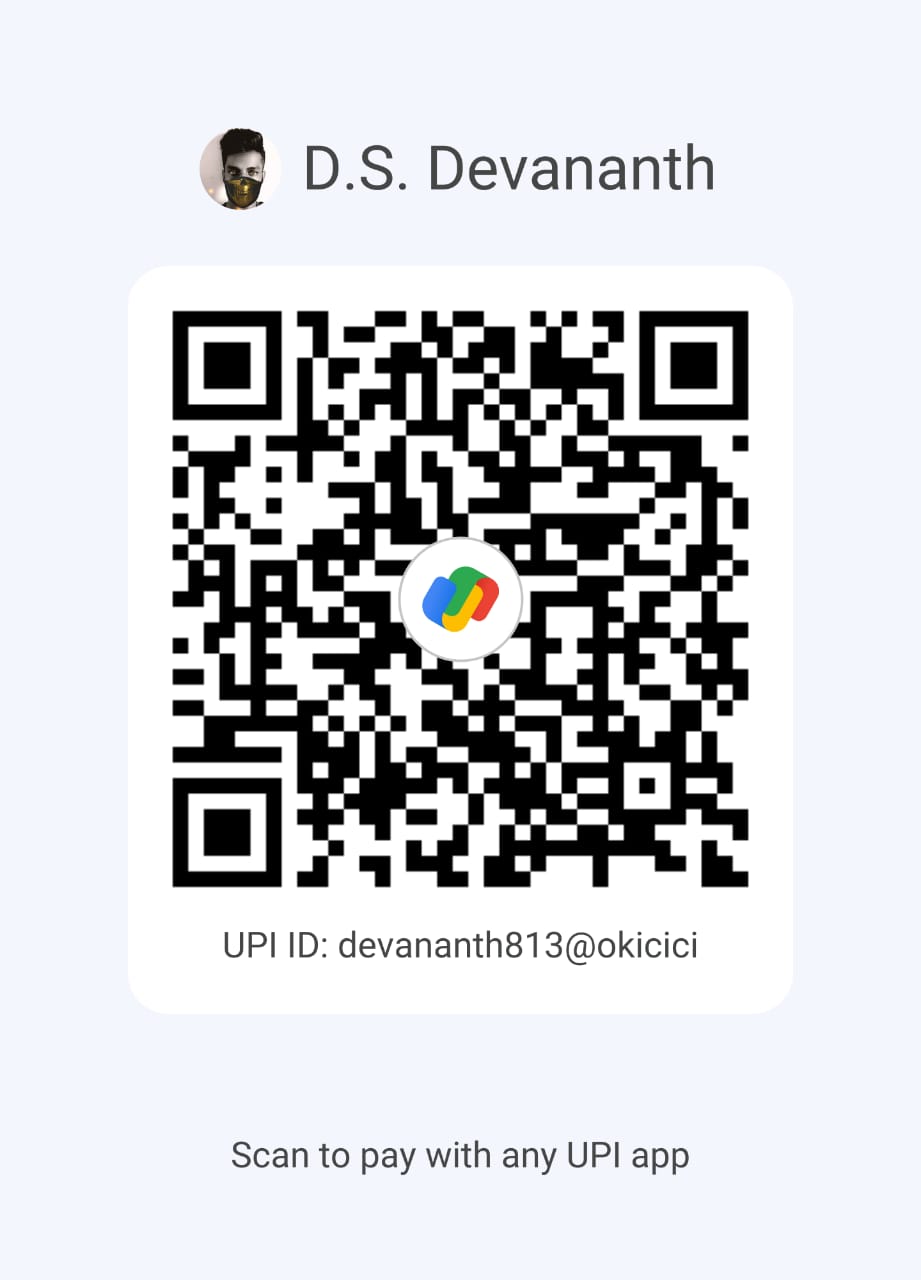 D.S. Devananth
UPI ID: devananth813@okicici
Scan to pay with any UPI app